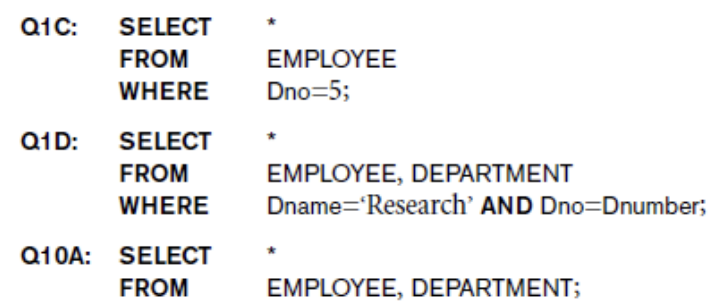 Q1C: SELECT *
FROM EMPLOYEE
WHERE Dno=5;
Q1D: SELECT *
FROM EMPLOYEE, DEPARTMENT
WHERE Dname=‘Research’ AND Dno=Dnumber;
Q10A: SELECT *
FROM EMPLOYEE, DEPARTMENT;